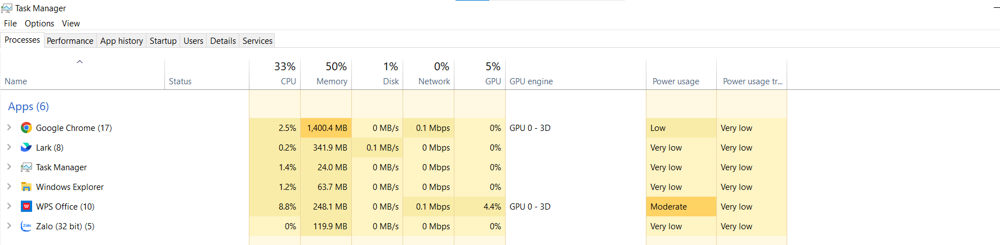 Task Manager
File Options View
Processes Performance App history Startup Users Details Services
33% 50% 1% 0% 5%
Name Status CPU Memory Disk Network GPU GPU engine Power usage Power usage tr...
Apps (6)
Google Chrome (17) 2.5% 1,400.4 MB 0 MB/s 0.1 Mbps 0% GPU 0 - 3D Low Very low
Lark (8) 0.2% 341.9 MB 0.1 MB/s 0 Mbps 0% Very low Very low
Task Manager 1.4% 24.0 MB 0 MB/s 0 Mbps 0% Very low Very low
Windows Explorer 1.2% 63.7 MB 0 MB/s 0 Mbps 0% Very low Very low
W WPS Office (10) 8.8% 248.1 MB 0 MB/s 0.1 Mbps 4.4% GPU 0 - 3D Moderate Very low
Zalo Zalo (32 bit) (5) 0% 119.9 MB 0 MB/s 0 Mbps 0% Very low Very low